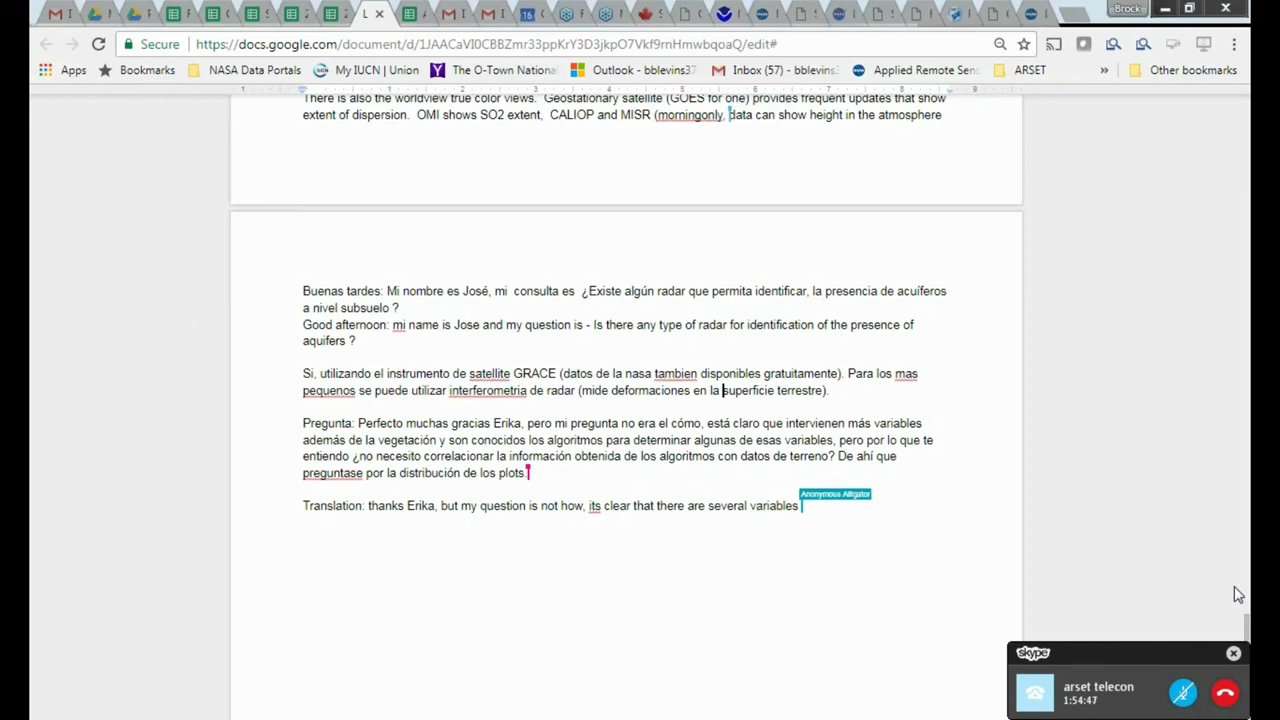 Brock
Secure https://docs.google.com/document/d/1JAACaVI0CBBZmr33ppKrY3D3jkpO7Vkf9rnHmwbqoaQ/edit#
Apps Bookmarks NASA Data Portals My IUCN | Union The O-Town Nationa Outlook - bblevins37 Inbox (57) - bblevins3 Applied Remote Sens ARSET » Other bookmarks
There is also the worldview true color views. Geostationary satellite (GOES for one) provides frequent updates that show
extent of dispersion. OMI shows SO2 extent, CALIOP and MISR (morningonly, data can show height in the atmosphere
Buenas tardes: Mi nombre es José, mi consulta es ¿Existe algún radar que permita identificar, la presencia de acuíferos
a nivel subsuelo ?
Good afternoon: mi name is Jose and my question is - Is there any type of radar for identification of the presence of
aquifers ?
Si, utilizando el instrumento de satellite GRACE (datos de la nasa tambien disponibles gratuitamente). Para los mas
pequenos se puede utilizar interferometria de radar (mide deformaciones en la superficie terrestre).
Pregunta: Perfecto muchas gracias Erika, pero mi pregunta no era el cómo, está claro que intervienen más variables
además de la vegetación y son conocidos los algoritmos para determinar algunas de esas variables, pero por lo que te
entiendo ¿no necesito correlacionar la información obtenida de los algoritmos con datos de terreno? De ahí que
preguntase por la distribución de los plots.
Anonymous Alligator
Translation: thanks Erika, but my question is not how, its clear that there are several variables
skype
arset telecon
1:54:47